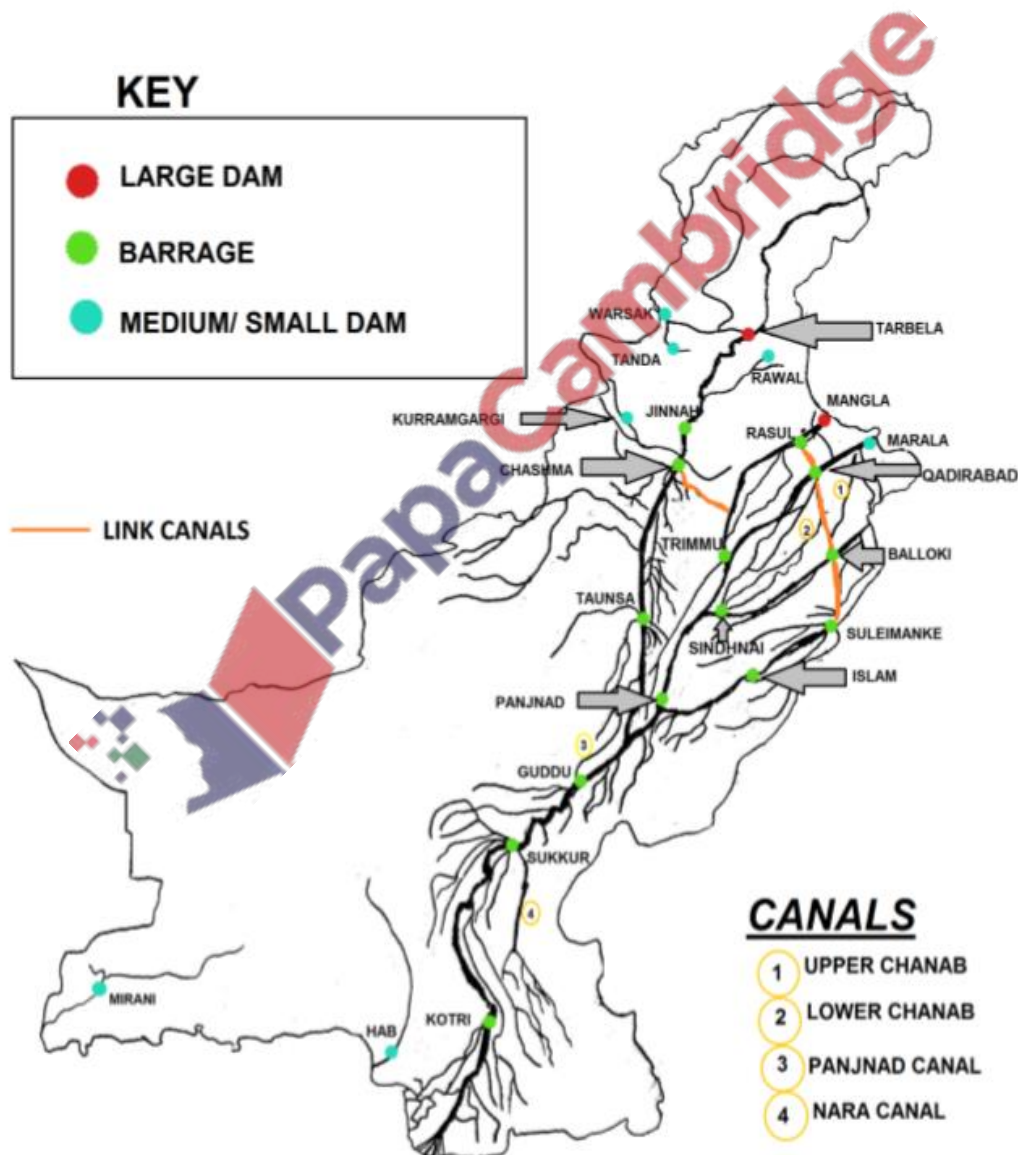 KEY
LARGE DAM
BARRAGE
MEDIUM/ SMALL DAM
LINK CANALS
PapaCambridge
WARSAK
TARBELA
TANDA
RAWAL
MANGLA
KURRAMGARGI
JINNAH
RASUL
MARALA
CHASHMA
QADIRABAD
1
2
TRIMMU
BALLOKI
TAUNSA
SULEIMANKE
SINDHNAI
ISLAM
PANJNAD
3
GUDDU
SUKKUR
4
MIRANI
KOTRI
HAB
CANALS
1 UPPER CHANAB
2 LOWER CHANAB
3 PANJNAD CANAL
4 NARA CANAL